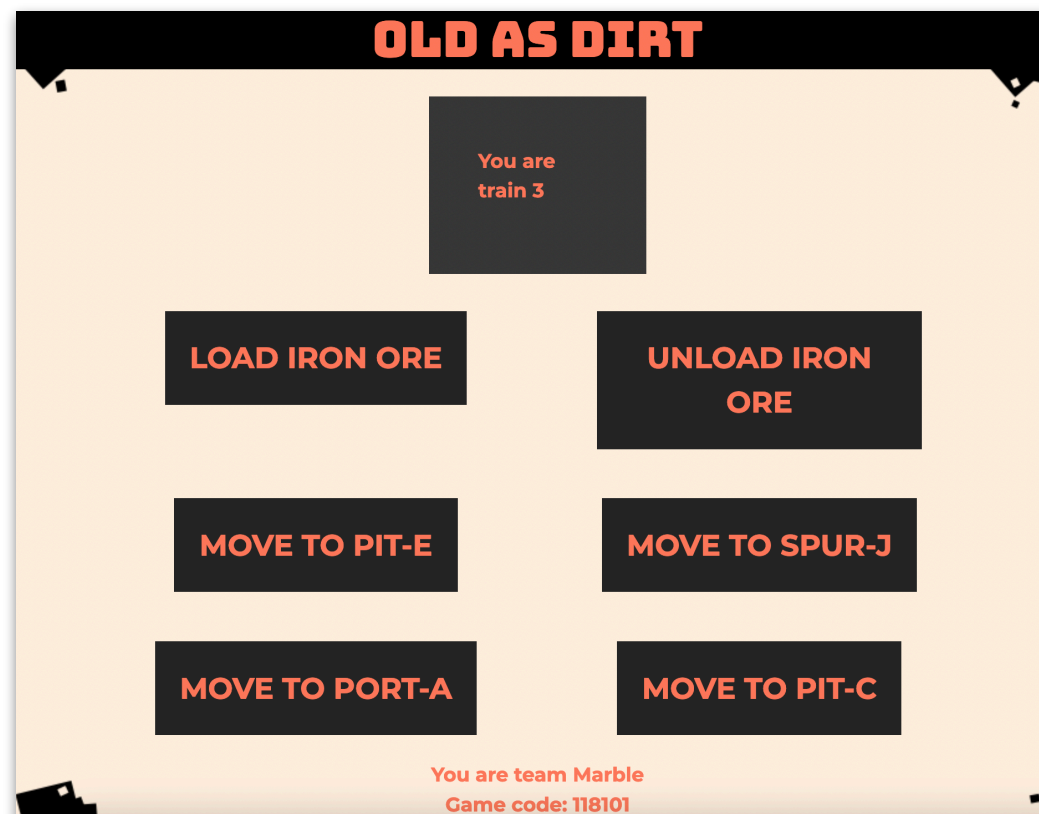 OLD AS DIRT
You are
train 3
LOAD IRON ORE
UNLOAD IRON
ORE
MOVE TO PIT-E
MOVE TO SPUR-J
MOVE TO PORT-A
MOVE TO PIT-C
You are team Marble
Game code: 118101